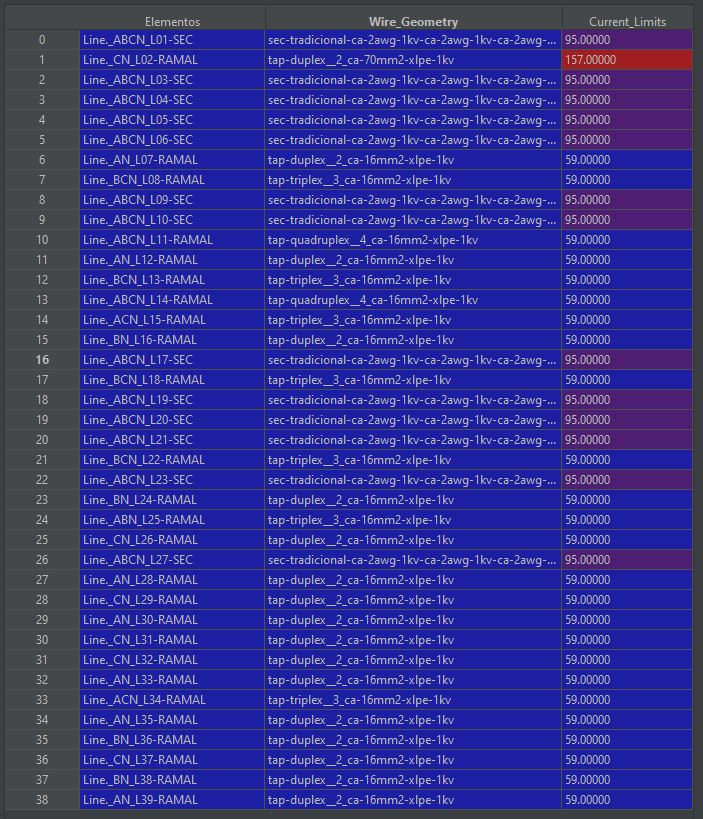 Elementos Wire_Geometry Current_Limits
0 Line._ABCN_L01-SEC sec-tradicional-ca-2awg-1kv-ca-2awg-1kv-ca-2awg-... 95.00000
1 Line._CN_L02-RAMAL tap-duplex__2_ca-70mm2-xlpe-1kv 157.00000
2 Line._ABCN_L03-SEC sec-tradicional-ca-2awg-1kv-ca-2awg-1kv-ca-2awg-... 95.00000
3 Line._ABCN_L04-SEC sec-tradicional-ca-2awg-1kv-ca-2awg-1kv-ca-2awg-... 95.00000
4 Line._ABCN_L05-SEC sec-tradicional-ca-2awg-1kv-ca-2awg-1kv-ca-2awg-... 95.00000
5 Line._ABCN_L06-SEC sec-tradicional-ca-2awg-1kv-ca-2awg-1kv-ca-2awg-... 95.00000
6 Line._AN_L07-RAMAL tap-duplex__2_ca-16mm2-xlpe-1kv 59.00000
7 Line._BCN_L08-RAMAL tap-triplex__3_ca-16mm2-xlpe-1kv 59.00000
8 Line._ABCN_L09-SEC sec-tradicional-ca-2awg-1kv-ca-2awg-1kv-ca-2awg-... 95.00000
9 Line._ABCN_L10-SEC sec-tradicional-ca-2awg-1kv-ca-2awg-1kv-ca-2awg-... 95.00000
10 Line._ABCN_L11-RAMAL tap-quadruplex__4_ca-16mm2-xlpe-1kv 59.00000
11 Line._AN_L12-RAMAL tap-duplex__2_ca-16mm2-xlpe-1kv 59.00000
12 Line._BCN_L13-RAMAL tap-triplex__3_ca-16mm2-xlpe-1kv 59.00000
13 Line._ABCN_L14-RAMAL tap-quadruplex__4_ca-16mm2-xlpe-1kv 59.00000
14 Line._ACN_L15-RAMAL tap-triplex__3_ca-16mm2-xlpe-1kv 59.00000
15 Line._BN_L16-RAMAL tap-duplex__2_ca-16mm2-xlpe-1kv 59.00000
16 Line._ABCN_L17-SEC sec-tradicional-ca-2awg-1kv-ca-2awg-1kv-ca-2awg-... 95.00000
17 Line._BCN_L18-RAMAL tap-triplex__3_ca-16mm2-xlpe-1kv 59.00000
18 Line._ABCN_L19-SEC sec-tradicional-ca-2awg-1kv-ca-2awg-1kv-ca-2awg-... 95.00000
19 Line._ABCN_L20-SEC sec-tradicional-ca-2awg-1kv-ca-2awg-1kv-ca-2awg-... 95.00000
20 Line._ABCN_L21-SEC sec-tradicional-ca-2awg-1kv-ca-2awg-1kv-ca-2awg-... 95.00000
21 Line._BCN_L22-RAMAL tap-triplex__3_ca-16mm2-xlpe-1kv 59.00000
22 Line._ABCN_L23-SEC sec-tradicional-ca-2awg-1kv-ca-2awg-1kv-ca-2awg-... 95.00000
23 Line._BN_L24-RAMAL tap-duplex__2_ca-16mm2-xlpe-1kv 59.00000
24 Line._ABN_L25-RAMAL tap-triplex__3_ca-16mm2-xlpe-1kv 59.00000
25 Line._CN_L26-RAMAL tap-duplex__2_ca-16mm2-xlpe-1kv 59.00000
26 Line._ABCN_L27-SEC sec-tradicional-ca-2awg-1kv-ca-2awg-1kv-ca-2awg-... 95.00000
27 Line._AN_L28-RAMAL tap-duplex__2_ca-16mm2-xlpe-1kv 59.00000
28 Line._CN_L29-RAMAL tap-duplex__2_ca-16mm2-xlpe-1kv 59.00000
29 Line._AN_L30-RAMAL tap-duplex__2_ca-16mm2-xlpe-1kv 59.00000
30 Line._CN_L31-RAMAL tap-duplex__2_ca-16mm2-xlpe-1kv 59.00000
31 Line._CN_L32-RAMAL tap-duplex__2_ca-16mm2-xlpe-1kv 59.00000
32 Line._AN_L33-RAMAL tap-duplex__2_ca-16mm2-xlpe-1kv 59.00000
33 Line._ACN_L34-RAMAL tap-triplex__3_ca-16mm2-xlpe-1kv 59.00000
34 Line._AN_L35-RAMAL tap-duplex__2_ca-16mm2-xlpe-1kv 59.00000
35 Line._BN_L36-RAMAL tap-duplex__2_ca-16mm2-xlpe-1kv 59.00000
36 Line._CN_L37-RAMAL tap-duplex__2_ca-16mm2-xlpe-1kv 59.00000
37 Line._BN_L38-RAMAL tap-duplex__2_ca-16mm2-xlpe-1kv 59.00000
38 Line._AN_L39-RAMAL tap-duplex__2_ca-16mm2-xlpe-1kv 59.00000